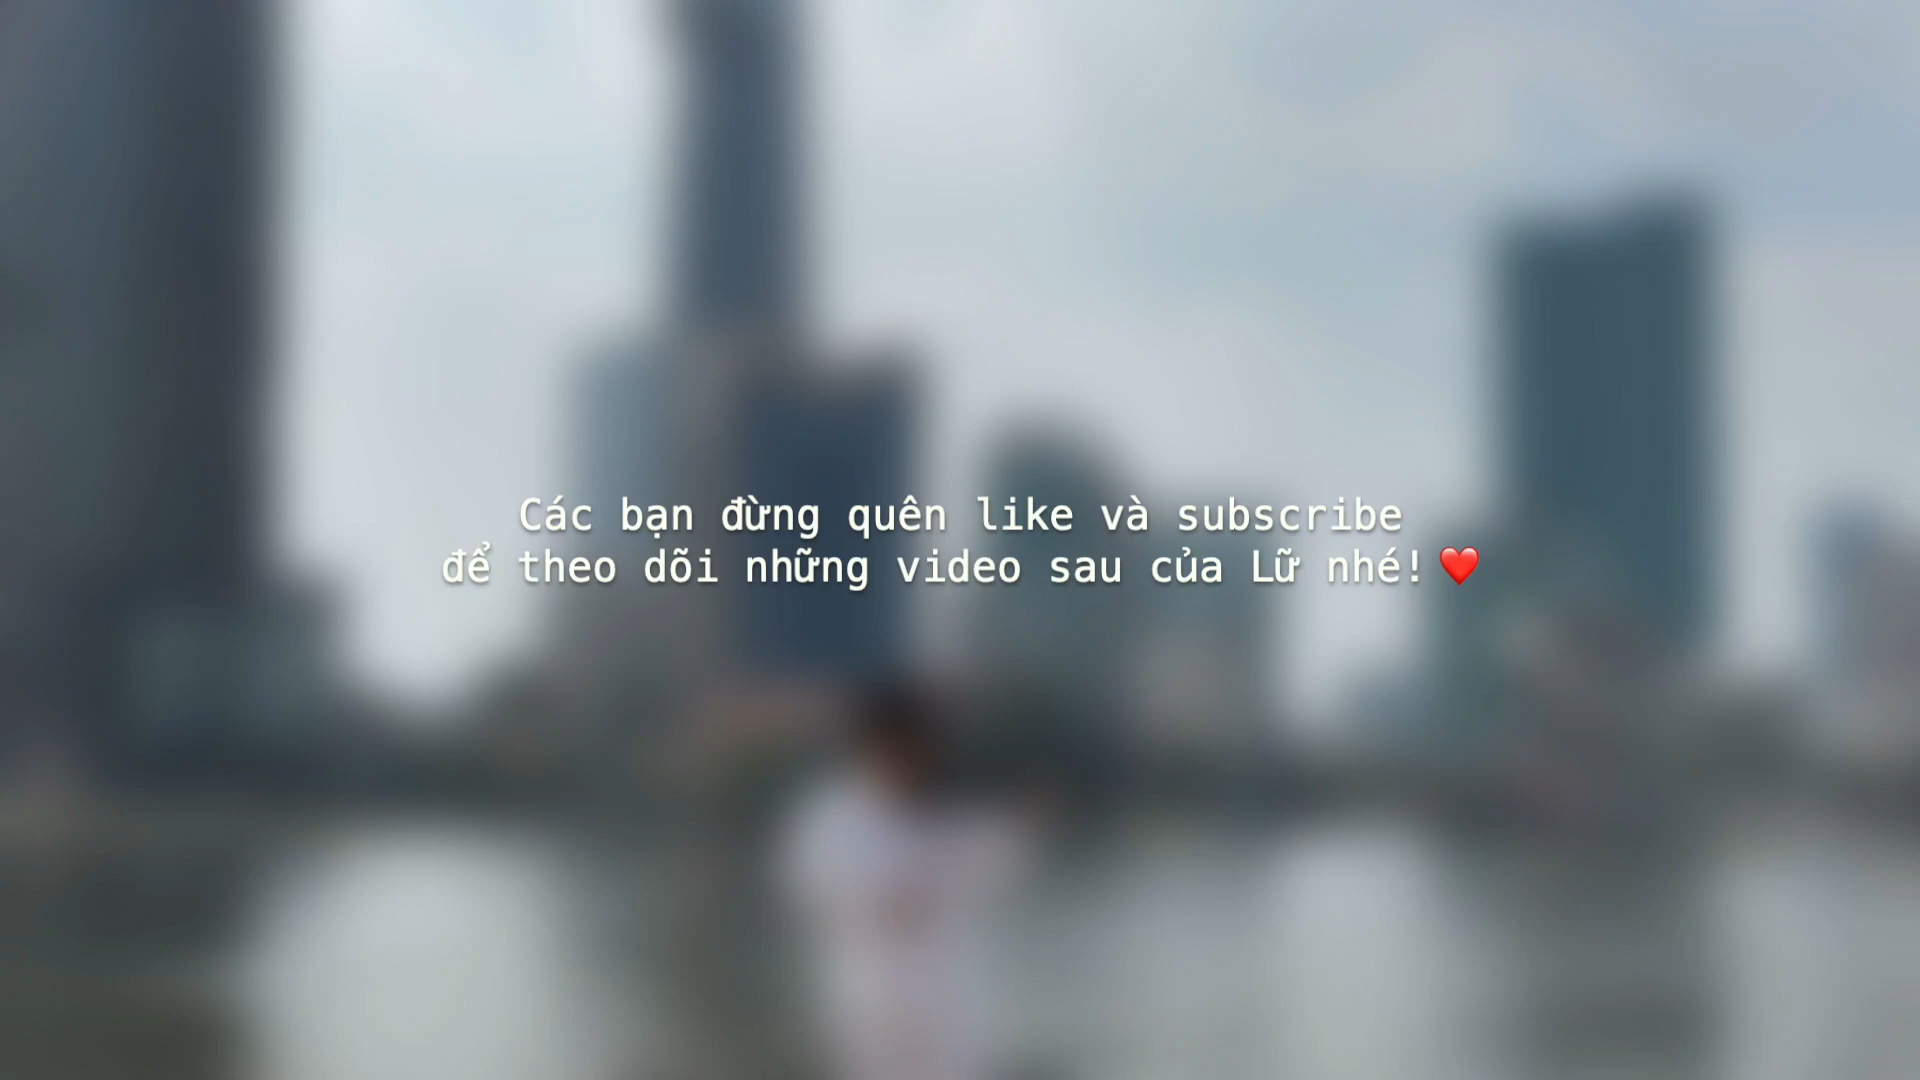 Các bạn đừng quên like và subscribe
để theo dõi những video sau của Lữ nhé!❤️